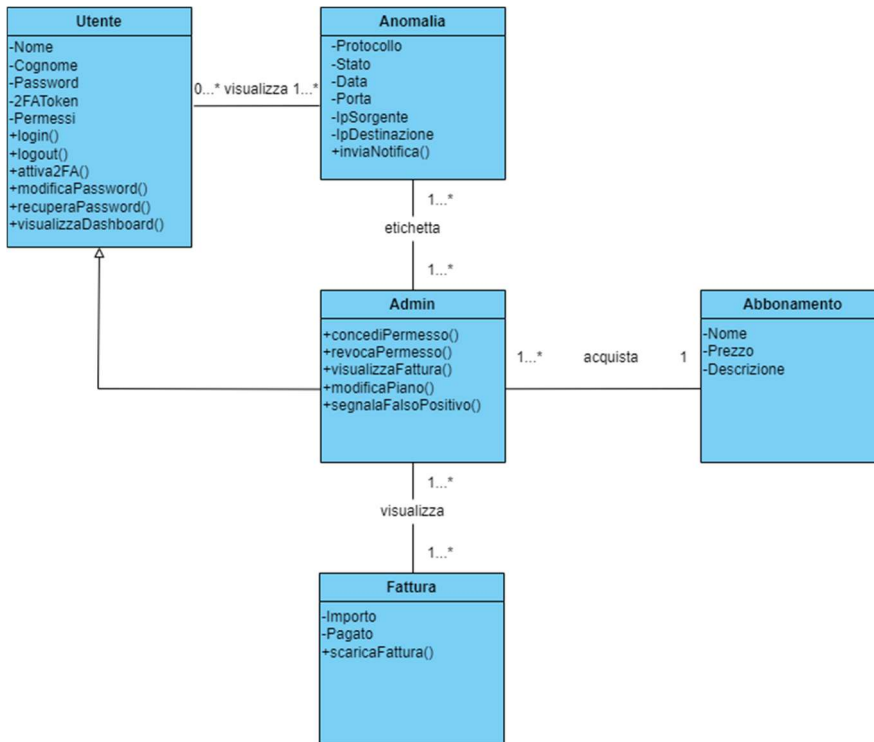 Utente
-Nome
-Cognome
-Password
-2FAToken
-Permessi
+login()
+logout()
+attiva2FA()
+modificaPassword()
+recuperaPassword()
+visualizzaDashboard()
0...* visualizza 1...*
Anomalia
-Protocollo
-Stato
-Data
-Porta
-IpSorgente
-IpDestinazione
+inviaNotifica()
1...*
etichetta
1...*
Admin
+concediPermesso()
+revocaPermesso()
+visualizzaFattura()
+modificaPiano()
+segnalaFalsoPositivo()
1...* acquista 1
Abbonamento
-Nome
-Prezzo
-Descrizione
1...*
visualizza
1...*
Fattura
-Importo
-Pagato
+scaricaFattura()